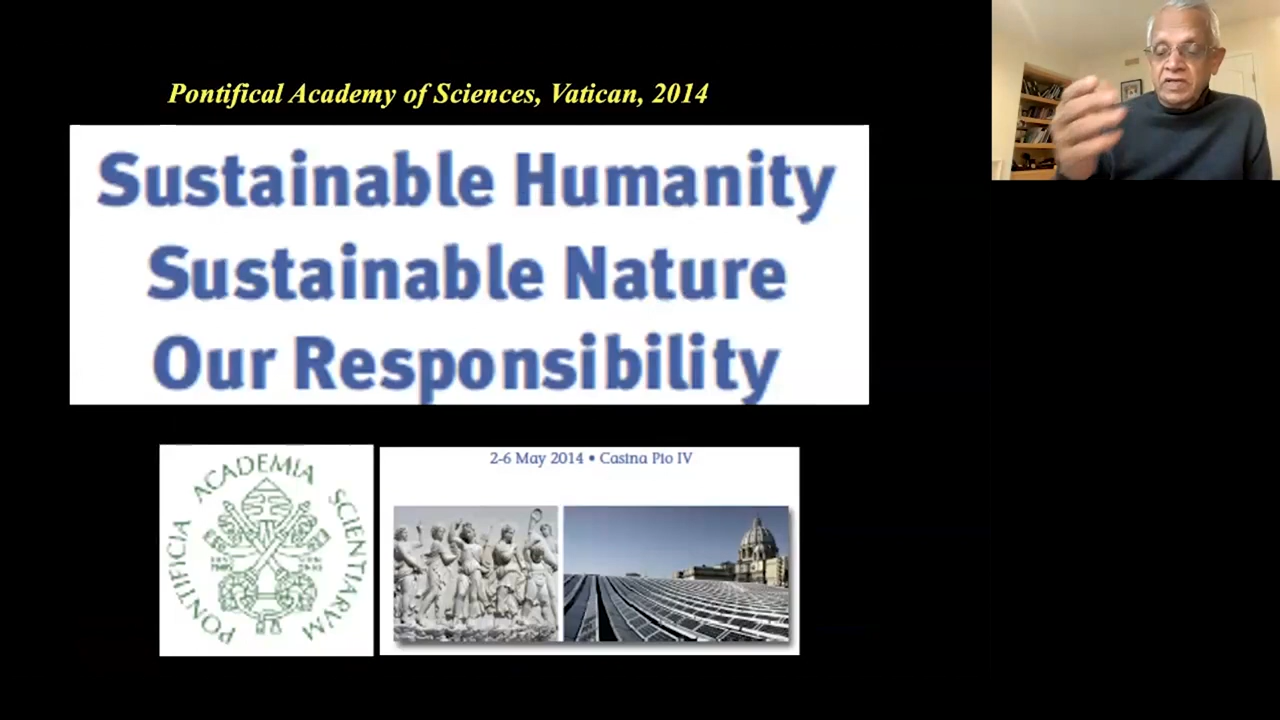 Pontifical Academy of Sciences, Vatican, 2014
Sustainable Humanity
Sustainable Nature
Our Responsibility
2-6 May 2014 • Casina Pio IV
PONTIFICIA ACADEMIA SCIENTIARVM